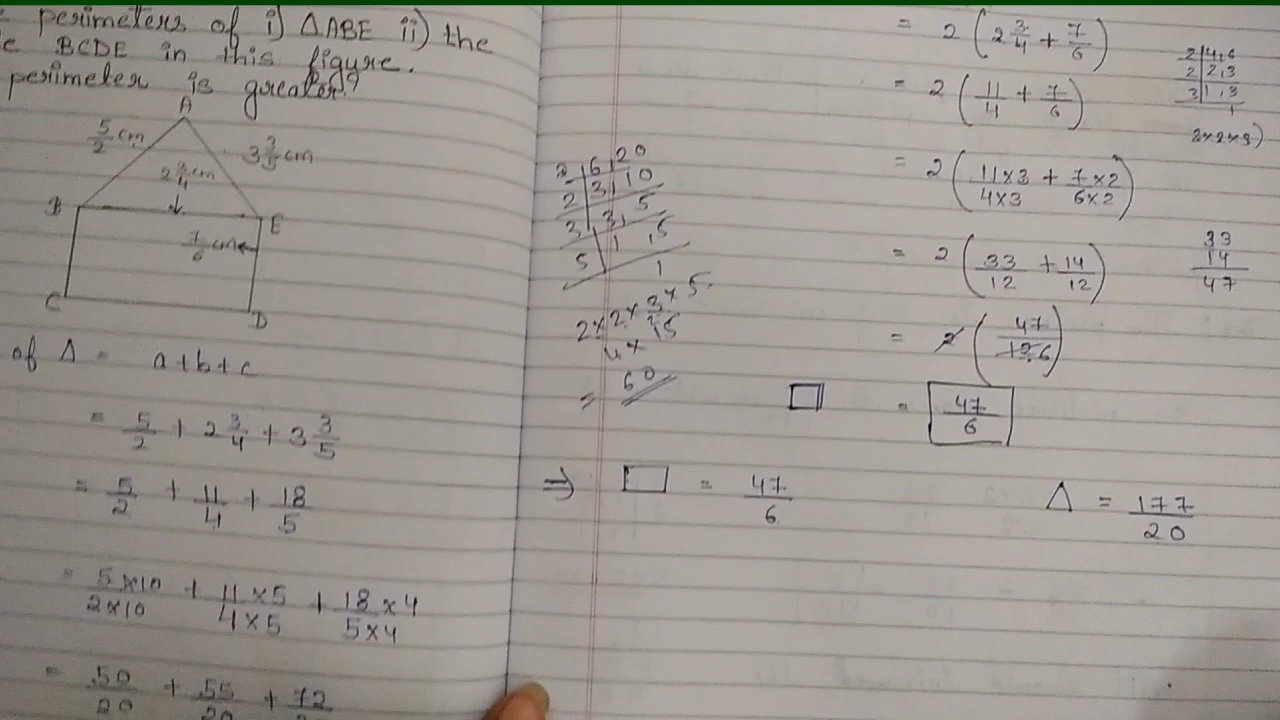 perimeters of i) ΔABE ii) the
BCDE in this figure.
perimeter is greater?
A
5/2 cm
3 3/5 cm
2 3/4 cm
B
E
7/6 cm
C
D
of Δ = a+b+c
= 5/2 + 2 3/4 + 3 3/5
= 5/2 + 11/4 + 18/5
= 5×10/2×10 + 11×5/4×5 + 18×4/5×4
= 50/20 + 55/20 + 72
2 6, 20
2 3, 10
3 3, 5
5 1, 5
1
2×2×3×5
4×15
= 60
⇒ □ = 47/6
= 2 (2 3/4 + 7/6)
= 2 (11/4 + 7/6)
= 2 (11×3/4×3 + 7×2/6×2)
= 2 (33/12 + 14/12)
= 2 (47/12 6)
□ = 47/6
Δ = 177/20
2 4,6
2 2,3
3 1,3
1
2×2×3)
33
14
47